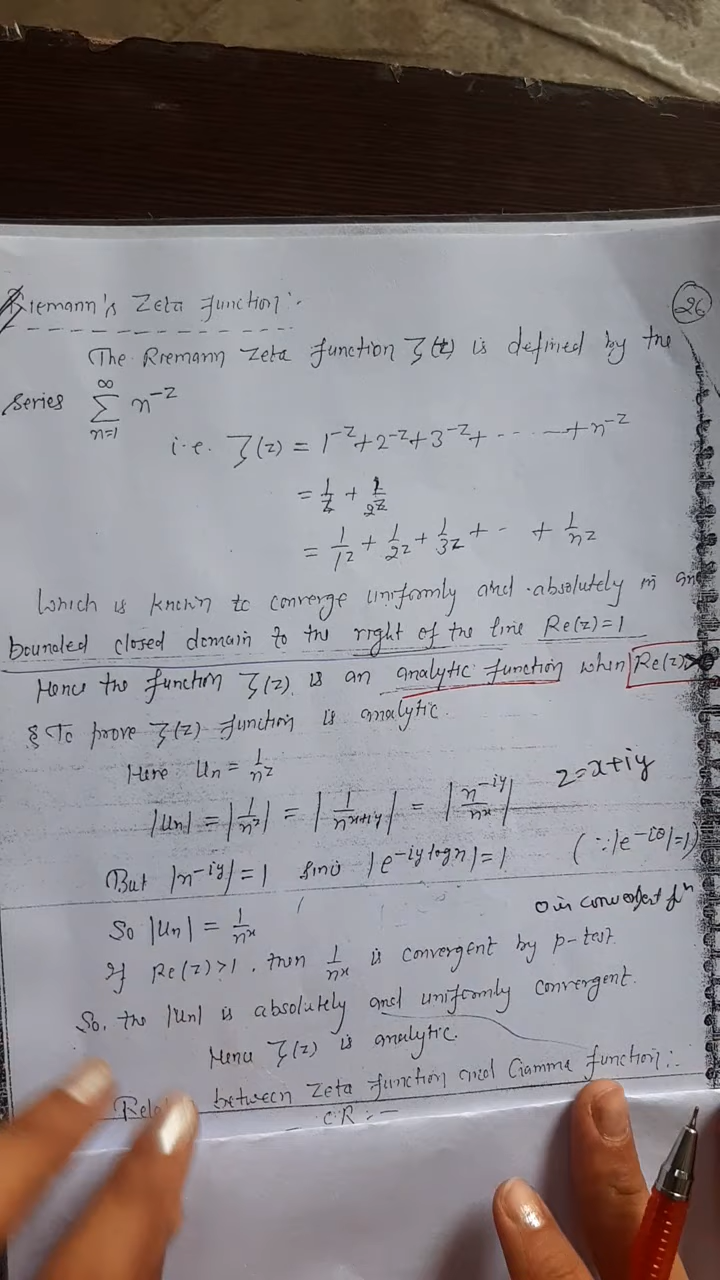 Riemann's Zeta function :-
26
The Riemann Zeta function ζ(z) is defined by the
series ∑_{n=1}^{∞} n^{-z}
i.e. ζ(z) = 1^{-z} + 2^{-z} + 3^{-z} + ------ + n^{-z}
= 1/z + 1/2^z
= 1/1^z + 1/2^z + 1/3^z + -- + 1/n^z
which is known to converge uniformly and absolutely in any
bounded closed domain to the right of the line Re(z)=1
Hence the function ζ(z) is an analytic function when Re(z)
§ To prove ζ(z) function is analytic.
Here Un = 1/n^z
z=x+iy
|Un| = |1/n^z| = |1/n^{x+iy}| = |n^{-iy}/n^x|
But |n^{-iy}| = 1 since |e^{-iy logn}| = 1 (∵ |e^{-iθ}|=1)
So |Un| = 1/n^x
If Re(z)>1, then 1/n^x is convergent by p-test.
So, the |Un| is absolutely and uniformly convergent.
Hence ζ(z) is analytic.
between Zeta function and Gamma function :-
CR :-